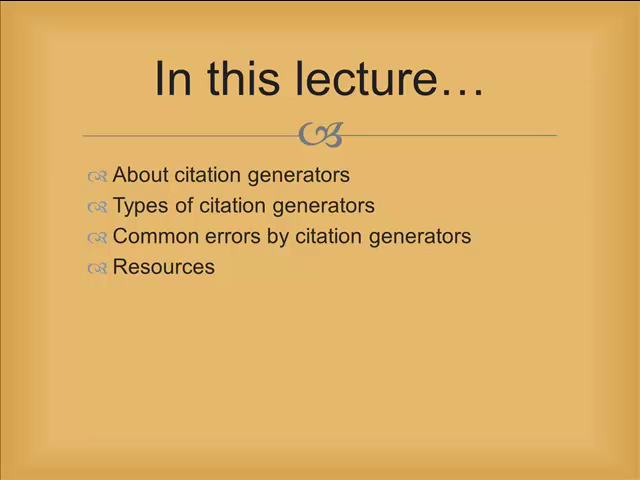 In this lecture…
About citation generators
Types of citation generators
Common errors by citation generators
Resources